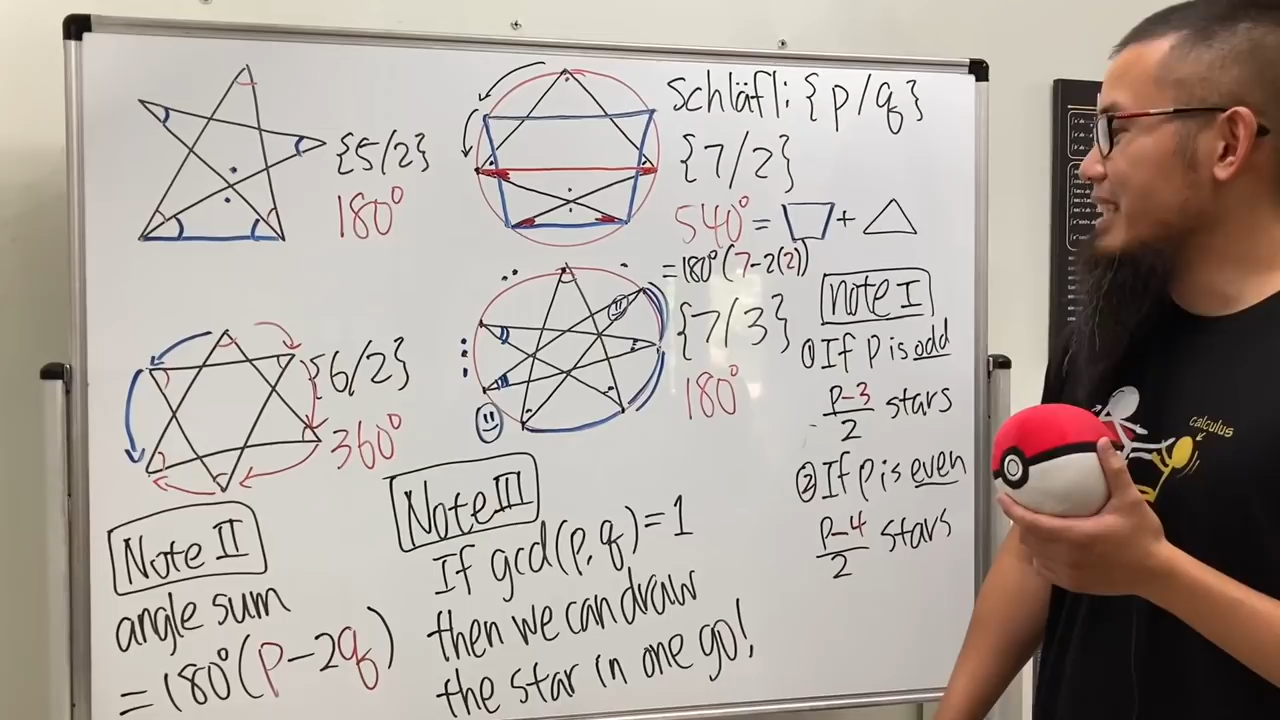 {5/2}
180°
Schläfli: {p/q}
{7/2}
540° = +
= 180°(7-2(2))
{7/3}
180°
{6/2}
360°
Note I
① If p is odd
p-3/2 stars
② If p is even
p-4/2 stars
Note II
angle sum
= 180°(p-2q)
Note III
If gcd(p,q)=1
then we can draw
the star in one go!
calculus